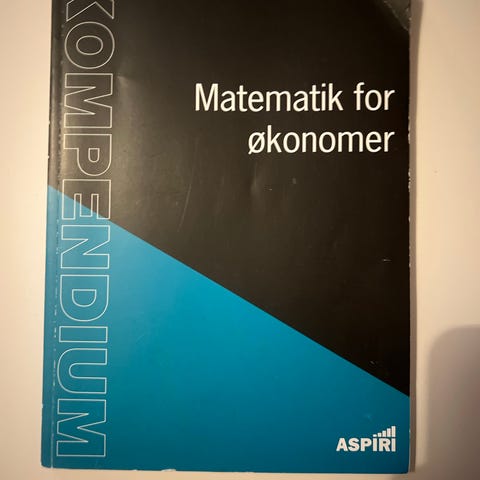 KOMPENDIUM
Matematik for
økonomer
ASPIRI